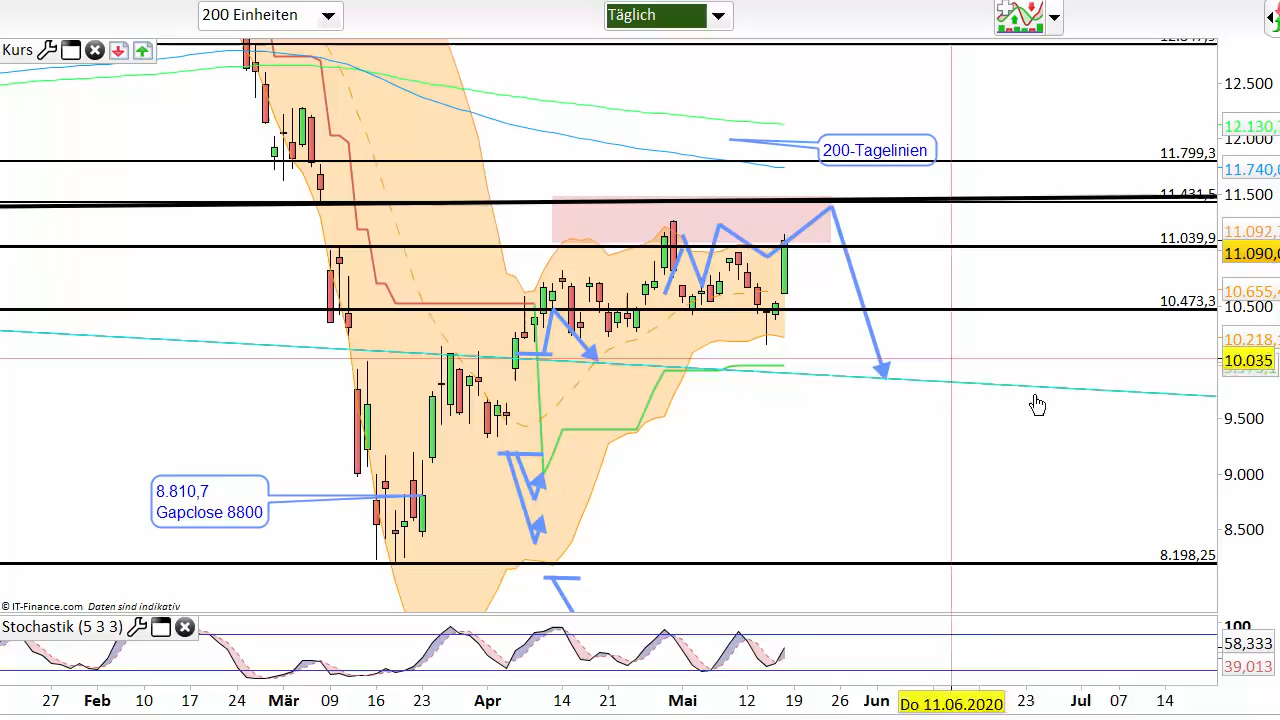 200 Einheiten
Täglich
Kurs
12.500
12.130,
12.000
200-Tagelinien
11.799,3
11.740,0
11.500
11.431,5
11.092,
11.039,9
11.090,0
10.655,4
10.473,3
10.500
10.218,
10.035
9.500
9.000
8.810,7
Gapclose 8800
8.500
8.198,25
© IT-Finance.com Daten sind indikativ
Stochastik (5 3 3)
100
58,333
39,013
27 Feb 10 17 24 Mär 09 16 23 Apr 14 21 Mai 12 19 26 Jun Do 11.06.2020 23 Jul 07 14